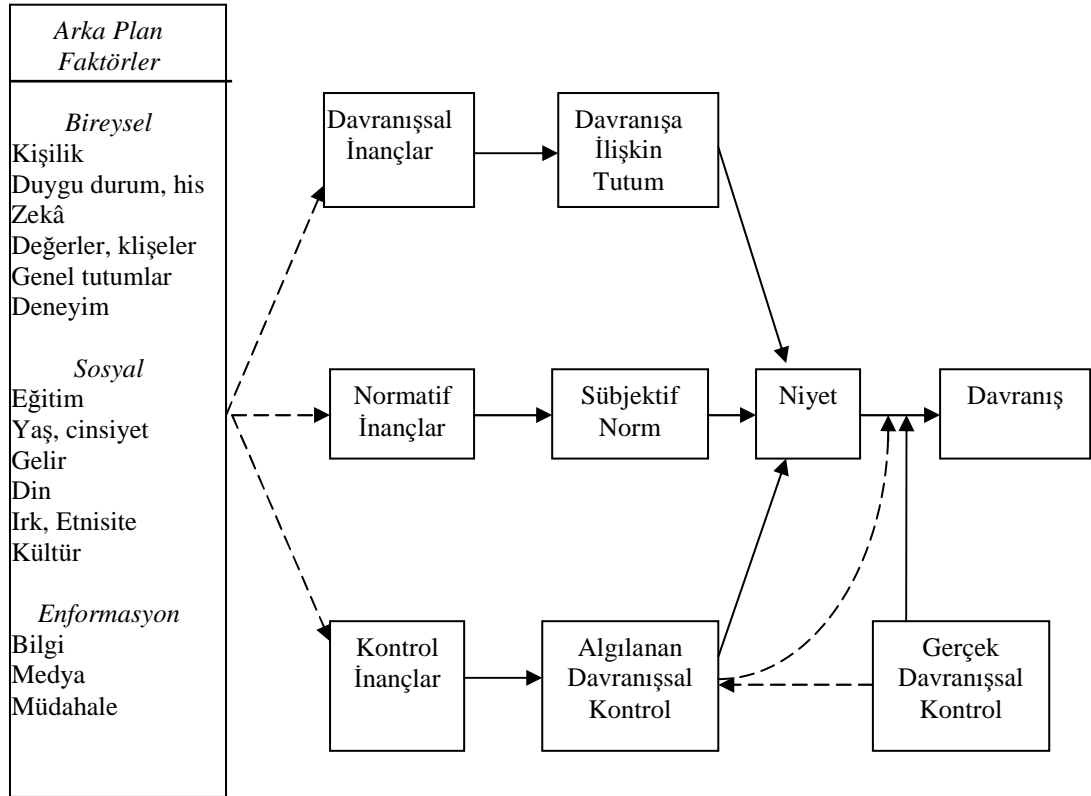 Arka Plan
Faktörler
Bireysel
Kişilik
Duygu durum, his
Zekâ
Değerler, klişeler
Genel tutumlar
Deneyim
Sosyal
Eğitim
Yaş, cinsiyet
Gelir
Din
Irk, Etnisite
Kültür
Enformasyon
Bilgi
Medya
Müdahale
Davranışsal
İnançlar
Davranışa
İlişkin
Tutum
Normatif
İnançlar
Sübjektif
Norm
Niyet
Davranış
Kontrol
İnançlar
Algılanan
Davranışsal
Kontrol
Gerçek
Davranışsal
Kontrol